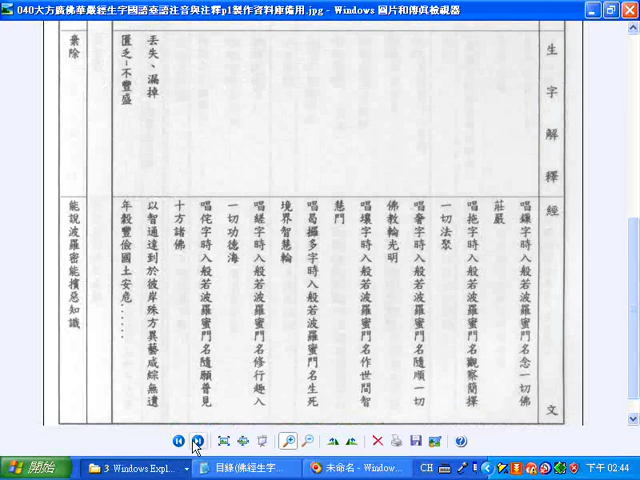 040大方廣佛華嚴經生字國語臺語注音與注釋p1製作資料庫備用.jpg - Windows 圖片和傳真檢視器
生字解釋
丟失、漏掉
匱乏-不豐盛
棄除
經文
唱鎖字時入般若波羅蜜門名念一切佛
莊嚴
唱拖字時入般若波羅蜜門名觀察簡擇
一切法聚
唱奢字時入般若波羅蜜門名隨順一切
佛教輪光明
唱壤字時入般若波羅蜜門名作世間智
慧門
唱曷攞多字時入般若波羅蜜門名生死
境界智慧輪
唱縒字時入般若波羅蜜門名修行趣入
一切功德海
唱侘字時入般若波羅蜜門名隨願普見
十方諸佛
以智通達到於彼岸殊方異藝咸綜無遺
年穀豐儉國土安危......
能說波羅密能擯惡知識
開始
3 Windows Expl...
目錄(佛經生字...
未命名 - Window...
CH
下午 02:44